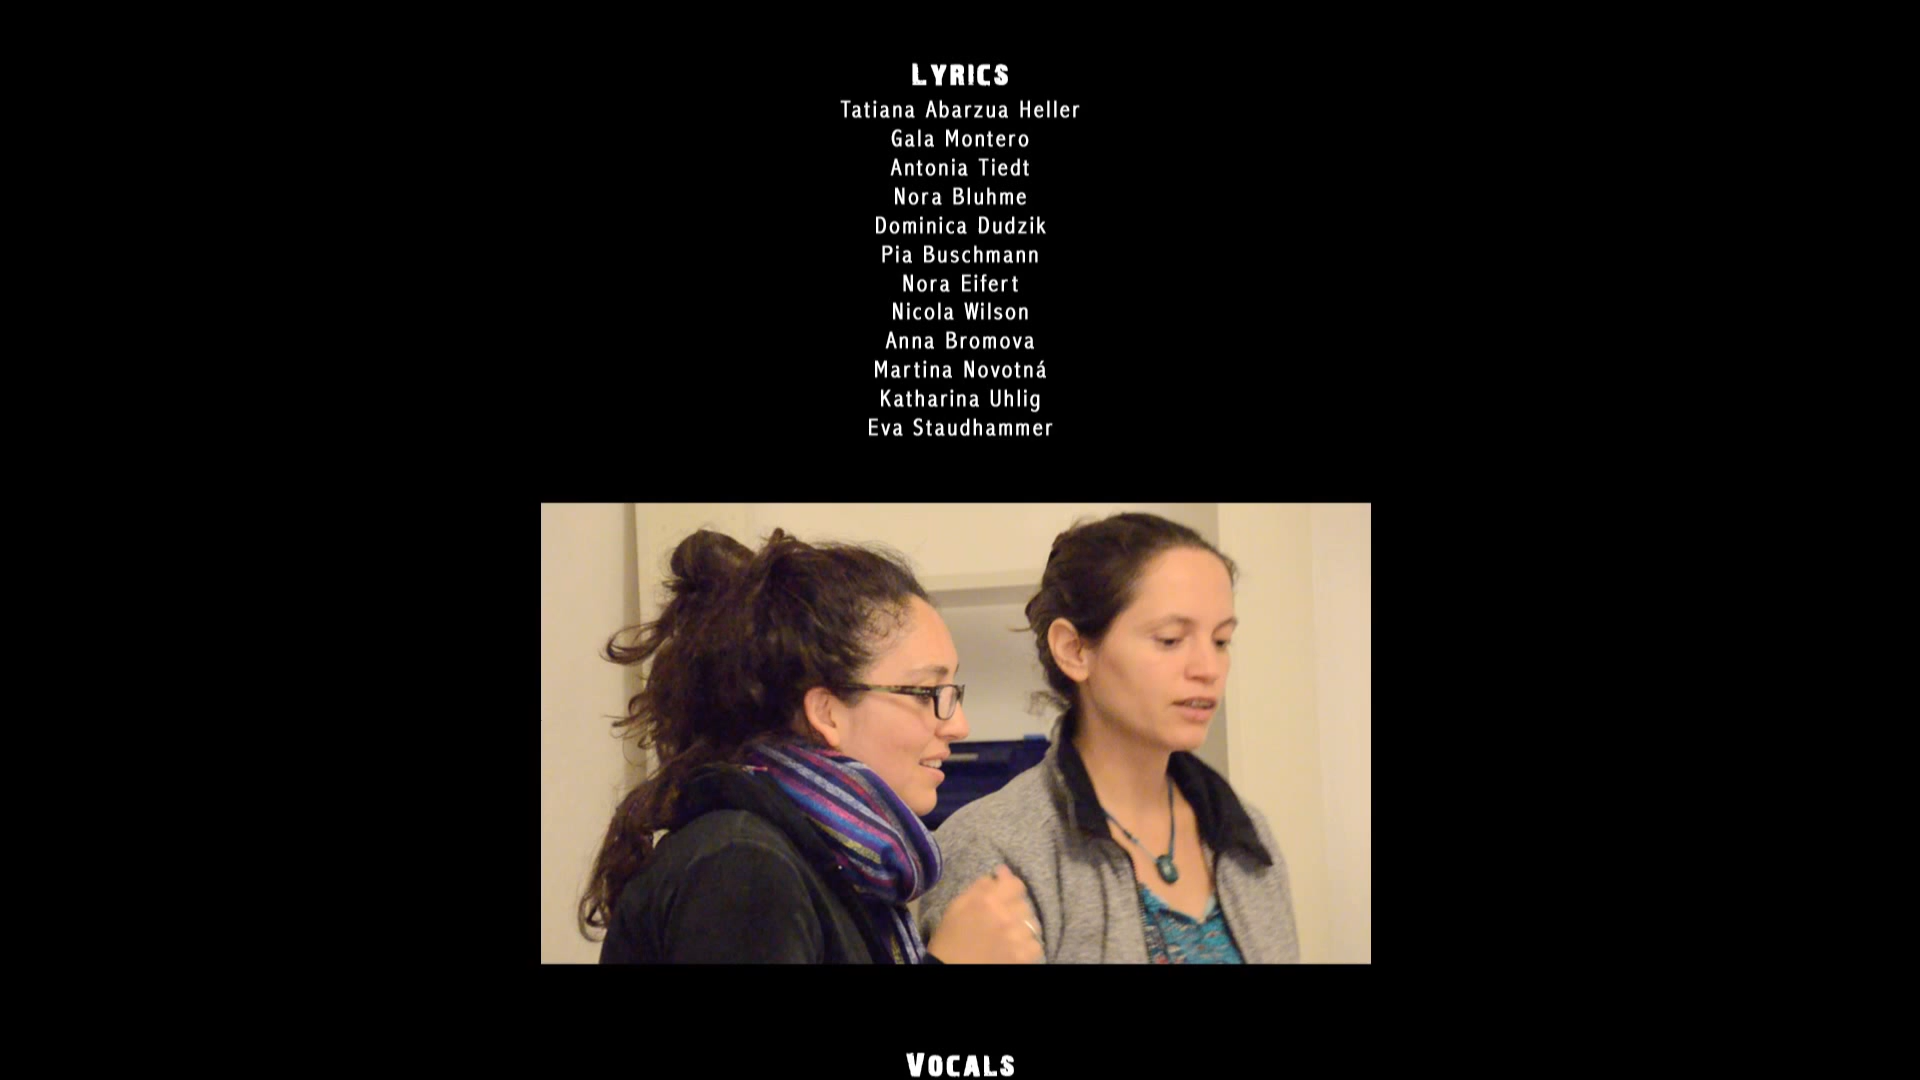 LYRICS
Tatiana Abarzua Heller
Gala Montero
Antonia Tiedt
Nora Bluhme
Dominica Dudzik
Pia Buschmann
Nora Eifert
Nicola Wilson
Anna Bromova
Martina Novotná
Katharina Uhlig
Eva Staudhammer
VOCALS